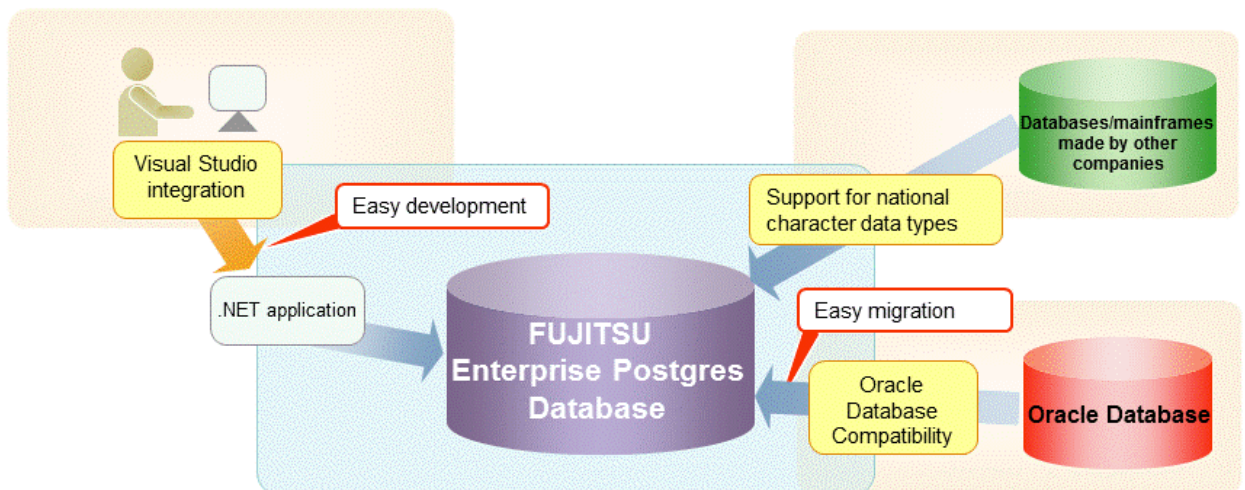 Visual Studio
integration
Easy development
.NET application
FUJITSU
Enterprise Postgres
Database
Databases/mainframes
made by other
companies
Support for national
character data types
Easy migration
Oracle
Database
Compatibility
Oracle Database